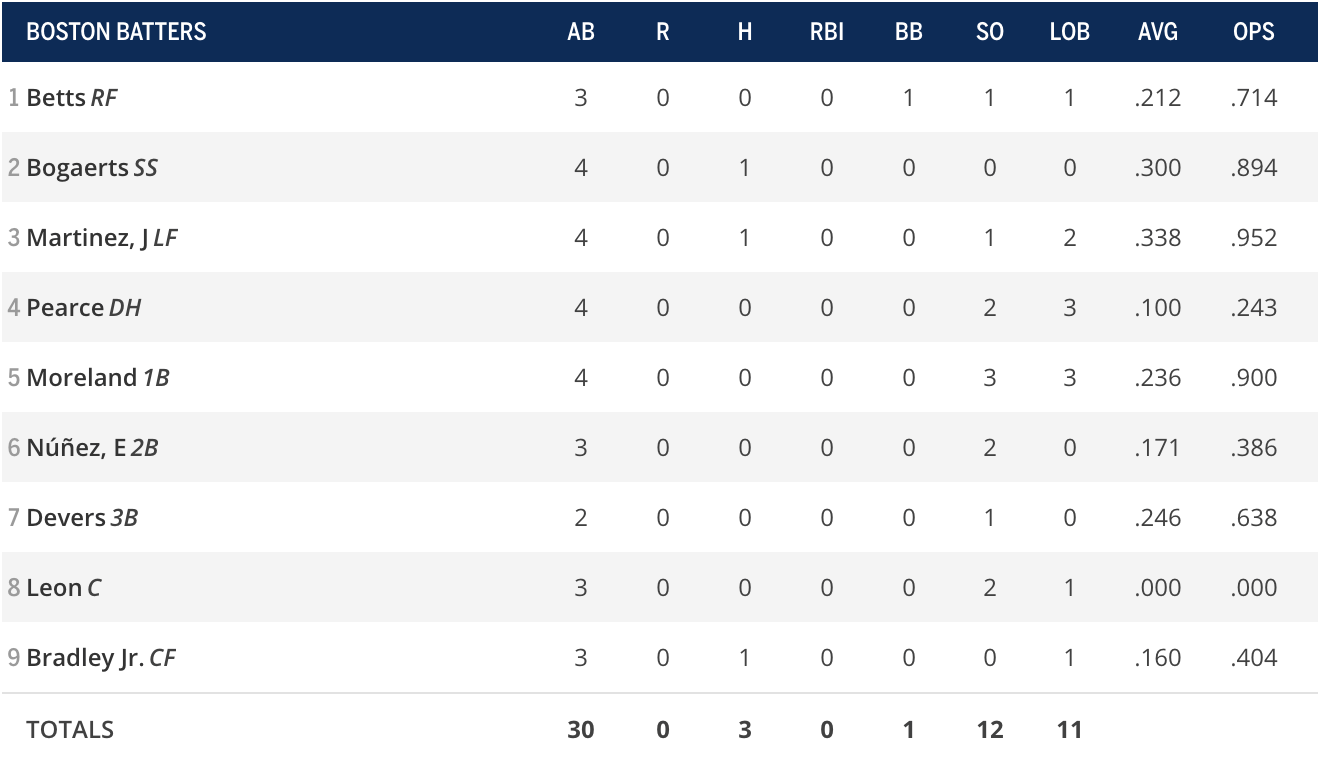 BOSTON BATTERS AB R H RBI BB SO LOB AVG OPS
1 Betts RF 3 0 0 0 1 1 1 .212 .714
2 Bogaerts SS 4 0 1 0 0 0 0 .300 .894
3 Martinez, J LF 4 0 1 0 0 1 2 .338 .952
4 Pearce DH 4 0 0 0 0 2 3 .100 .243
5 Moreland 1B 4 0 0 0 0 3 3 .236 .900
6 Núñez, E 2B 3 0 0 0 0 2 0 .171 .386
7 Devers 3B 2 0 0 0 0 1 0 .246 .638
8 Leon C 3 0 0 0 0 2 1 .000 .000
9 Bradley Jr. CF 3 0 1 0 0 0 1 .160 .404
TOTALS 30 0 3 0 1 12 11